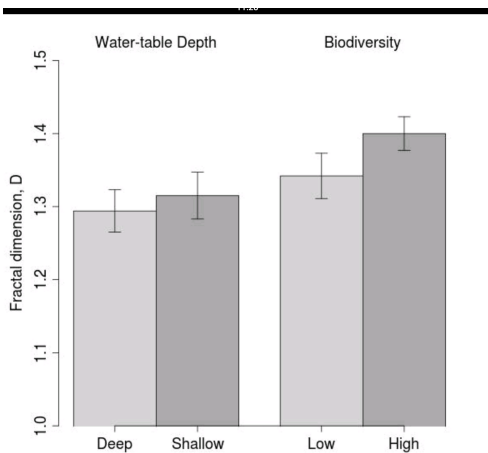 Water-table Depth Biodiversity
1.5
1.4
1.3
1.2
1.1
1.0
Fractal dimension, D
Deep Shallow Low High